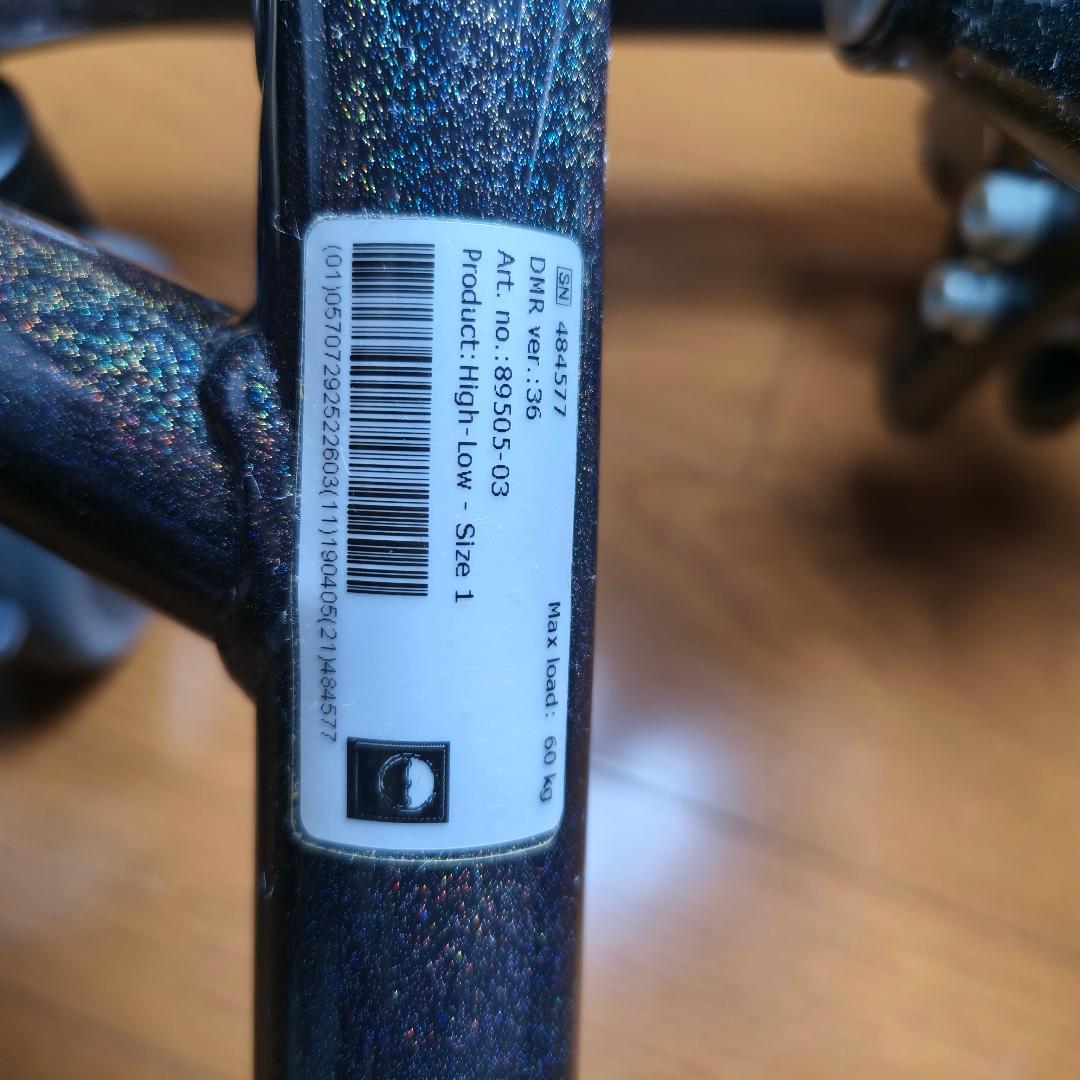 SN 484577
Max load: 60 kg
DMR ver.:36
Art. no.:89505-03
Product:High-Low - Size 1
(01)05707292522603(11)190405(21)484577